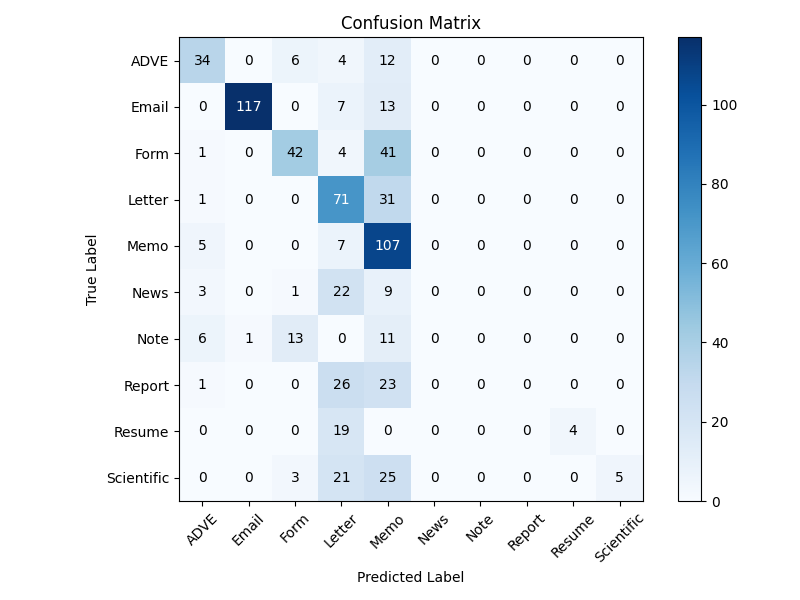 Confusion Matrix
ADVE 34 0 6 4 12 0 0 0 0 0
Email 0 117 0 7 13 0 0 0 0 0
Form 1 0 42 4 41 0 0 0 0 0
Letter 1 0 0 71 31 0 0 0 0 0
Memo 5 0 0 7 107 0 0 0 0 0
News 3 0 1 22 9 0 0 0 0 0
Note 6 1 13 0 11 0 0 0 0 0
Report 1 0 0 26 23 0 0 0 0 0
Resume 0 0 0 19 0 0 0 0 4 0
Scientific 0 0 3 21 25 0 0 0 0 5
ADVE Email Form Letter Memo News Note Report Resume Scientific
Predicted Label
True Label
100
80
60
40
20
0